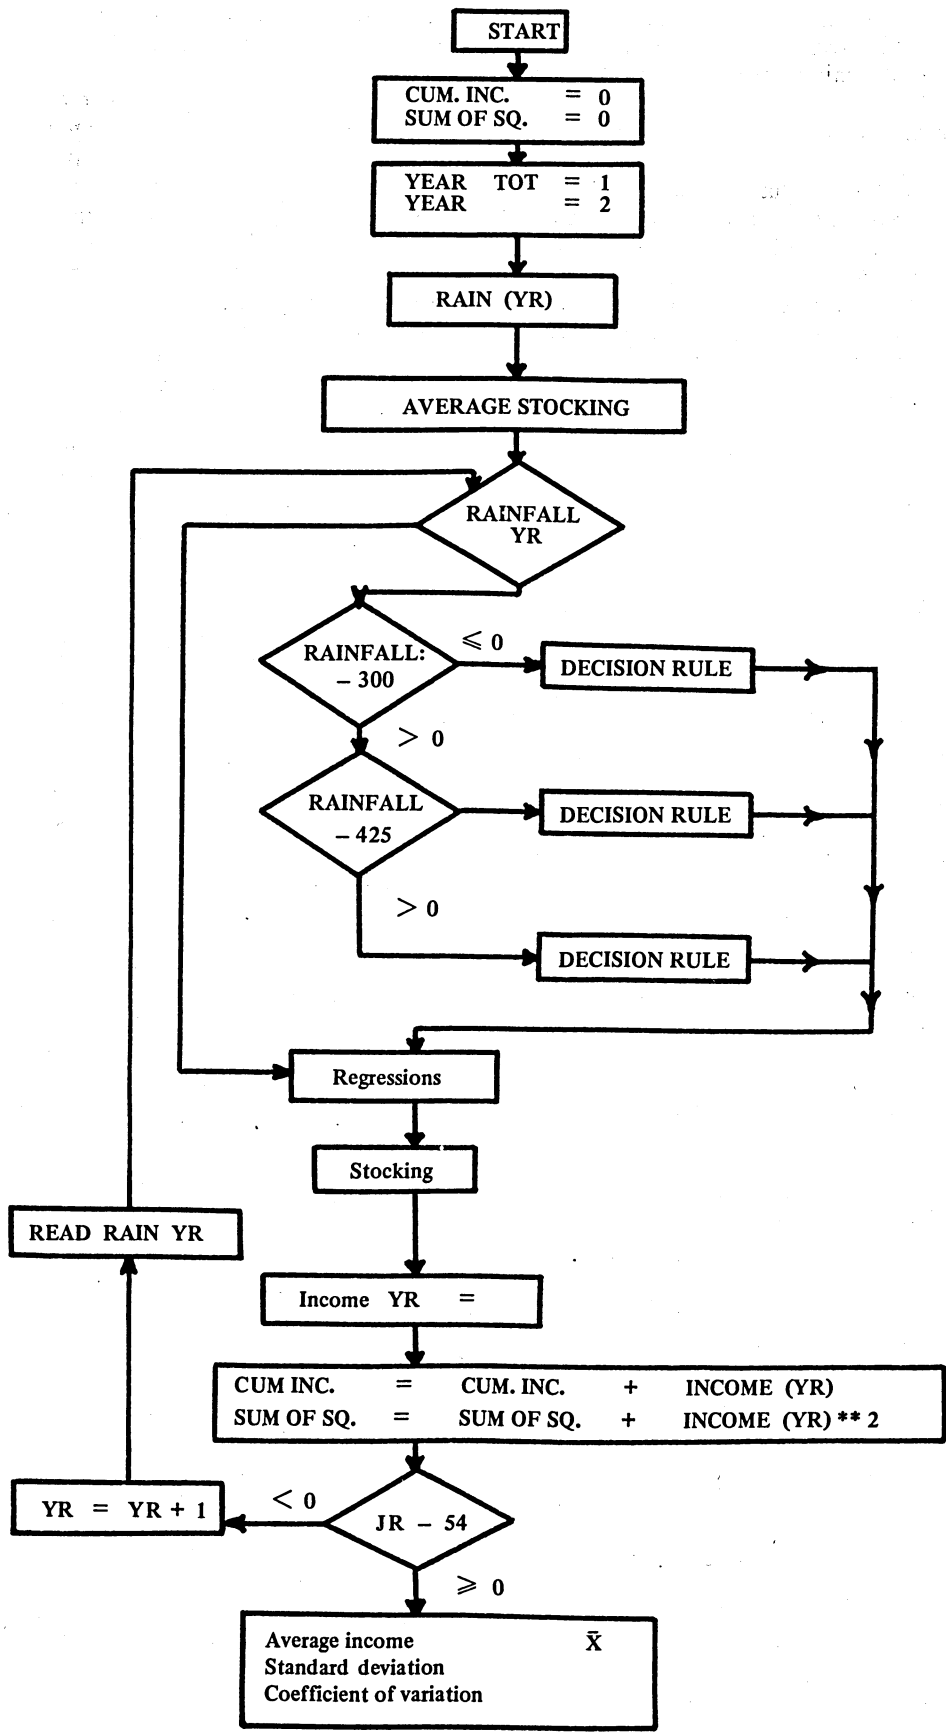 START
CUM. INC. = 0
SUM OF SQ. = 0
YEAR TOT = 1
YEAR = 2
RAIN (YR)
AVERAGE STOCKING
RAINFALL
YR
RAINFALL:
– 300
⩽ 0
DECISION RULE
> 0
RAINFALL
– 425
DECISION RULE
> 0
DECISION RULE
Regressions
Stocking
READ RAIN YR
Income YR =
CUM INC. = CUM. INC. + INCOME (YR)
SUM OF SQ. = SUM OF SQ. + INCOME (YR) ** 2
YR = YR + 1
< 0
JR – 54
⩾ 0
Average income X̄
Standard deviation
Coefficient of variation